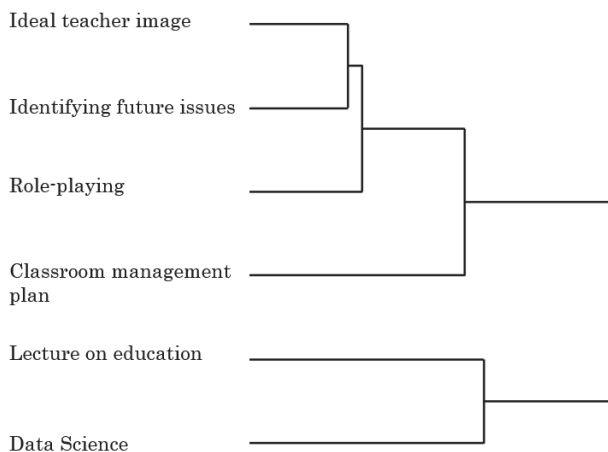 Ideal teacher image
Identifying future issues
Role-playing
Classroom management
plan
Lecture on education
Data Science